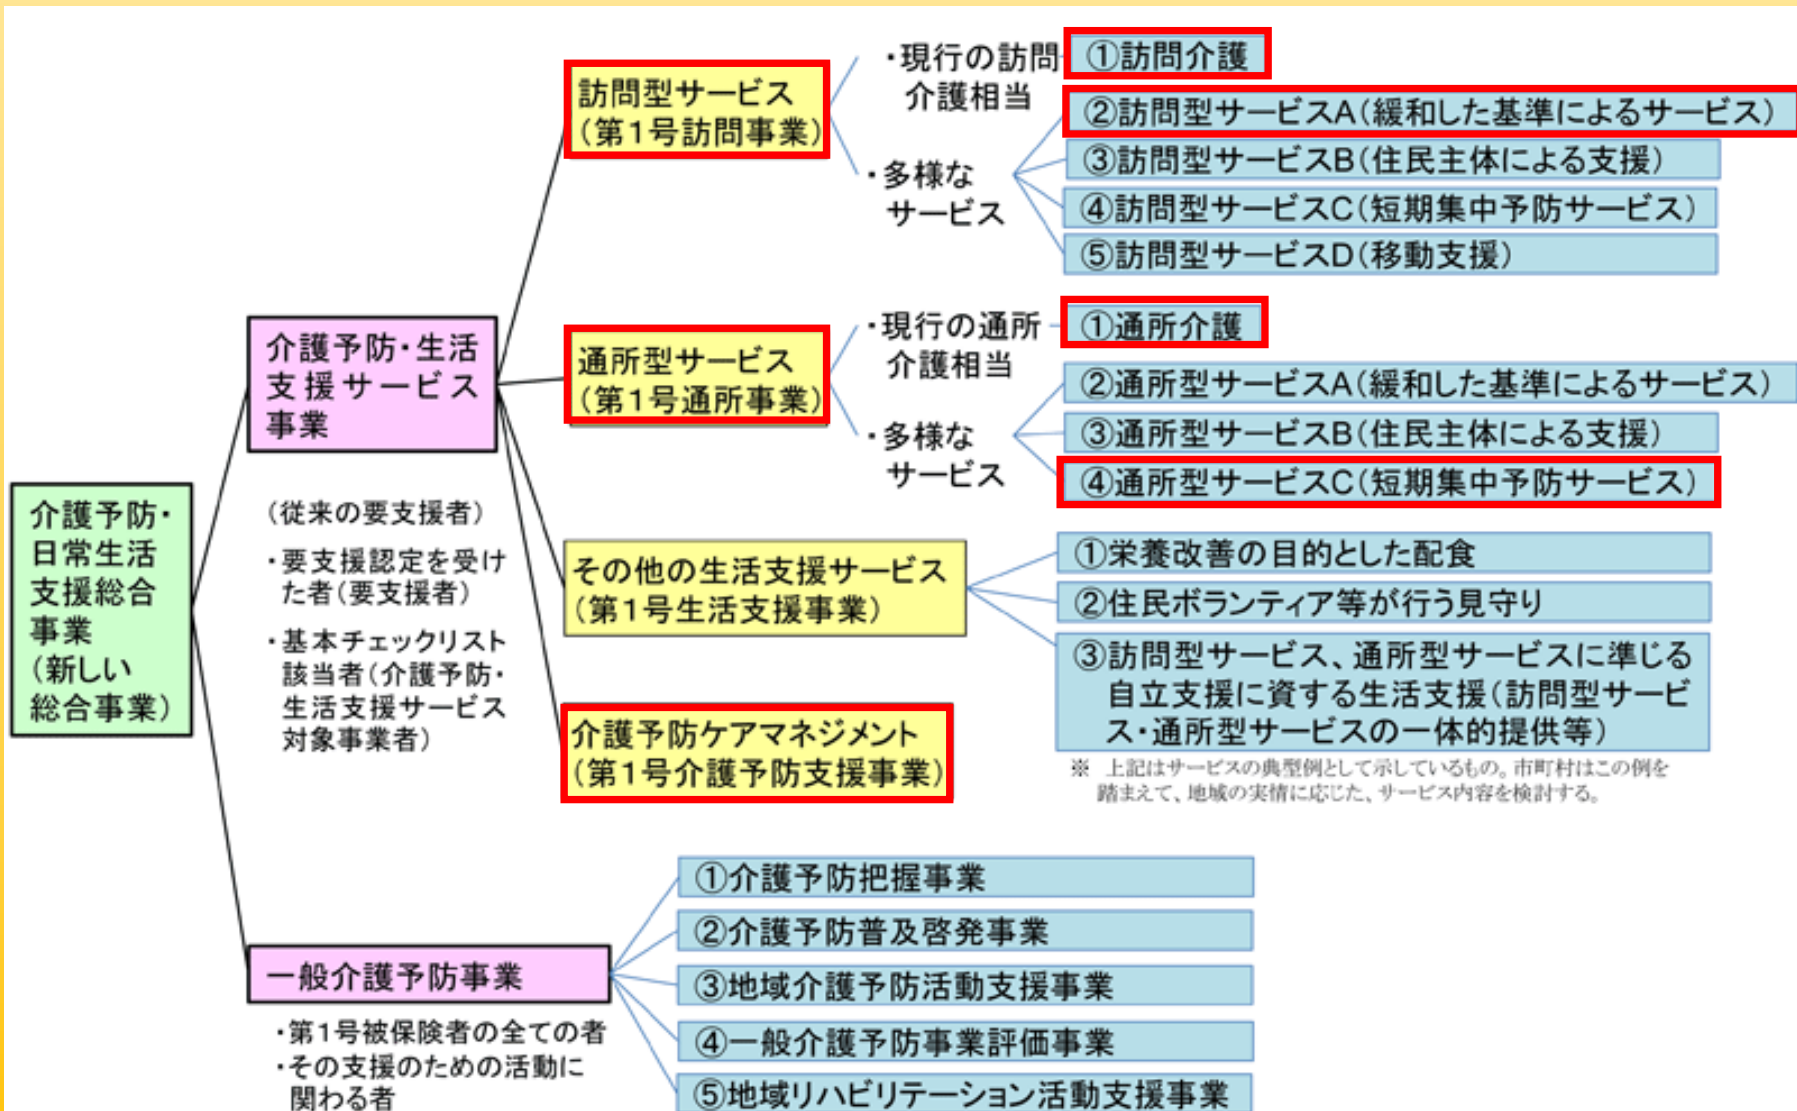 介護予防・
日常生活
支援総合
事業
(新しい
総合事業)
介護予防・生活
支援サービス
事業
(従来の要支援者)
・要支援認定を受け
た者(要支援者)
・基本チェックリスト
該当者(介護予防・
生活支援サービス
対象事業者)
訪問型サービス
(第1号訪問事業)
・現行の訪問
介護相当
①訪問介護
・多様な
サービス
②訪問型サービスA(緩和した基準によるサービス)
③訪問型サービスB(住民主体による支援)
④訪問型サービスC(短期集中予防サービス)
⑤訪問型サービスD(移動支援)
通所型サービス
(第1号通所事業)
・現行の通所
介護相当
①通所介護
・多様な
サービス
②通所型サービスA(緩和した基準によるサービス)
③通所型サービスB(住民主体による支援)
④通所型サービスC(短期集中予防サービス)
その他の生活支援サービス
(第1号生活支援事業)
①栄養改善の目的とした配食
②住民ボランティア等が行う見守り
③訪問型サービス、通所型サービスに準じる
自立支援に資する生活支援(訪問型サービ
ス・通所型サービスの一体的提供等)
※ 上記はサービスの典型例として示しているもの。市町村はこの例を
踏まえて、地域の実情に応じた、サービス内容を検討する。
介護予防ケアマネジメント
(第1号介護予防支援事業)
一般介護予防事業
・第1号被保険者の全ての者
・その支援のための活動に
関わる者
①介護予防把握事業
②介護予防普及啓発事業
③地域介護予防活動支援事業
④一般介護予防事業評価事業
⑤地域リハビリテーション活動支援事業